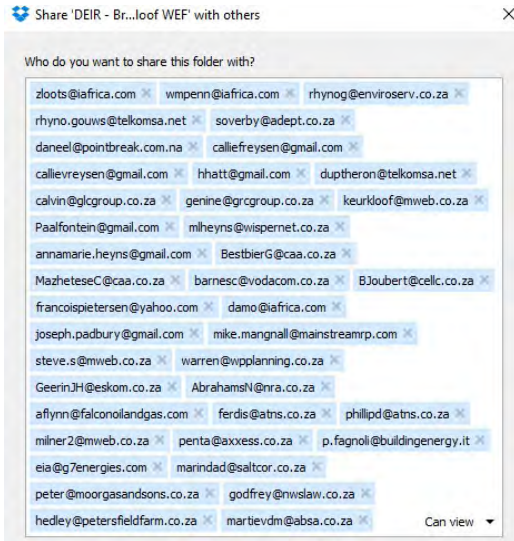 Share 'DEIR - Br...loof WEF' with others
Who do you want to share this folder with?
zloots@iafrica.com wmpenn@iafrica.com rhynog@enviroserv.co.za
rhyno.gouws@telkomsa.net soverby@adept.co.za
daneel@pointbreak.com.na calliefreysen@gmail.com
callievreysen@gmail.com hhatt@gmail.com duptheron@telkomsa.net
calvin@glcgroup.co.za genine@grcgroup.co.za keurkloof@mweb.co.za
Paalfontein@gmail.com mlheyns@wispernet.co.za
annamarie.heyns@gmail.com BestbierG@caa.co.za
MazheteseC@caa.co.za barnesc@vodacom.co.za BJoubert@cellc.co.za
francoispietersen@yahoo.com damo@iafrica.com
joseph.padbury@gmail.com mike.mangnall@mainstreamrp.com
steve.s@mweb.co.za warren@wpplanning.co.za
GeerinJH@eskom.co.za AbrahamsN@nra.co.za
aflynn@falconoilandgas.com ferdis@atns.co.za phillipd@atns.co.za
milner2@mweb.co.za penta@axxess.co.za p.fagnoli@buildingenergy.it
eia@g7energies.com marindad@saltcor.co.za
peter@moorgasandsons.co.za godfrey@nwslaw.co.za
hedley@petersfieldfarm.co.za martievdm@absa.co.za Can view